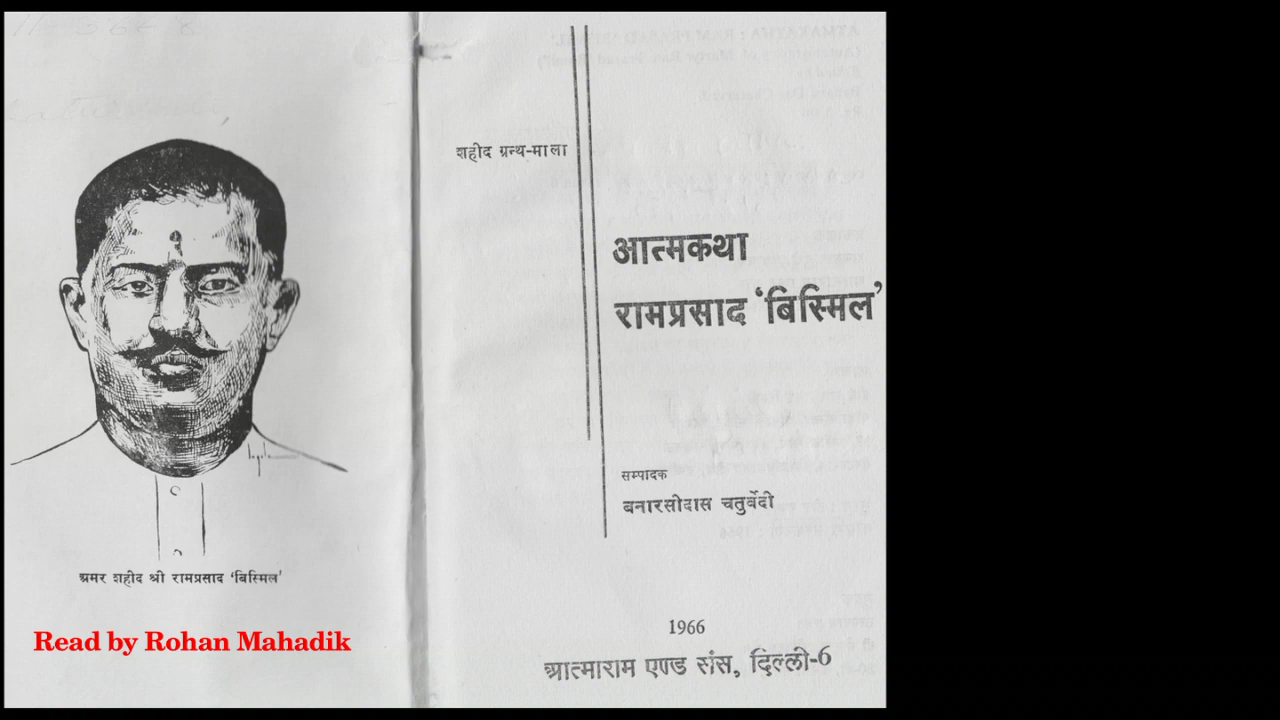 अमर शहीद श्री रामप्रसाद 'बिस्मिल'
Read by Rohan Mahadik
शहीद ग्रन्थ-माला
आत्मकथा
रामप्रसाद 'बिस्मिल'
सम्पादक
बनारसीदास चतुर्वेदी
1966
आत्माराम एण्ड संस, दिल्ली-6